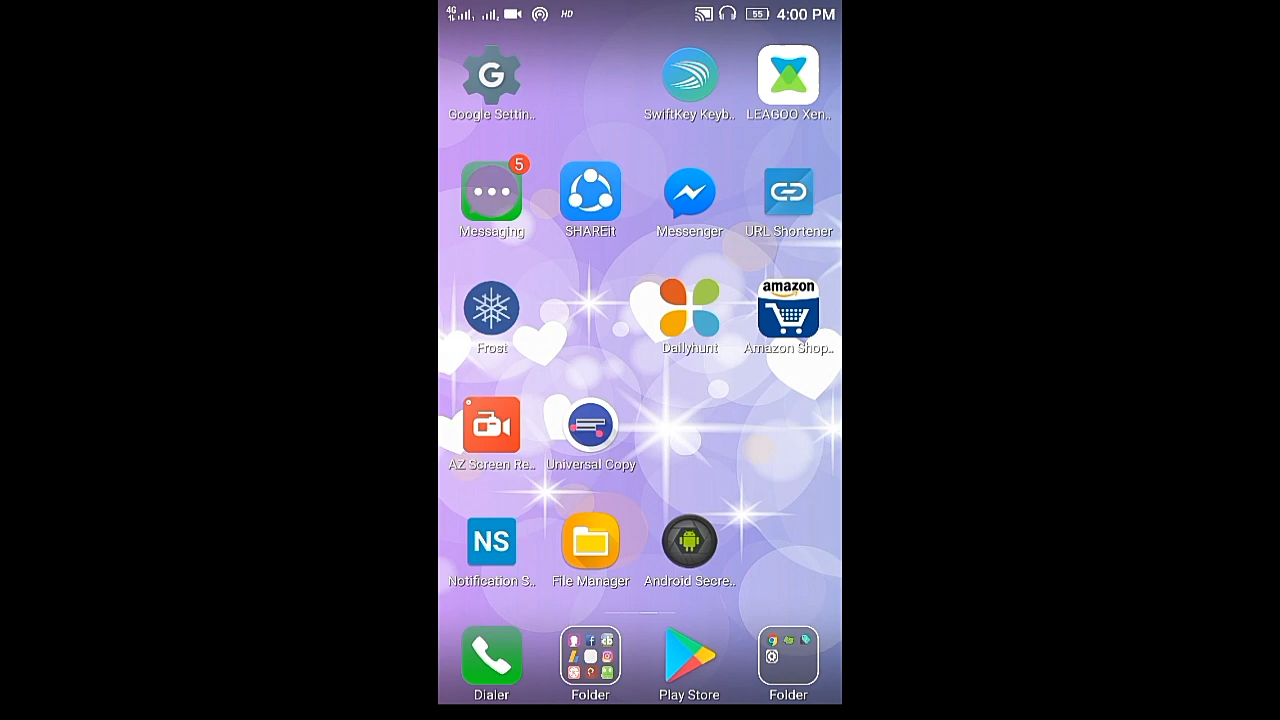 4G HD 55 4:00 PM
G
Google Settin.. SwiftKey Keyb.. LEAGOO Xen..
5
Messaging SHAREit Messenger URL Shortener
amazon
Frost Dailyhunt Amazon Shop..
AZ Screen Re.. Universal Copy
NS
Notification S.. File Manager Android Secre..
Dialer Folder Play Store Folder